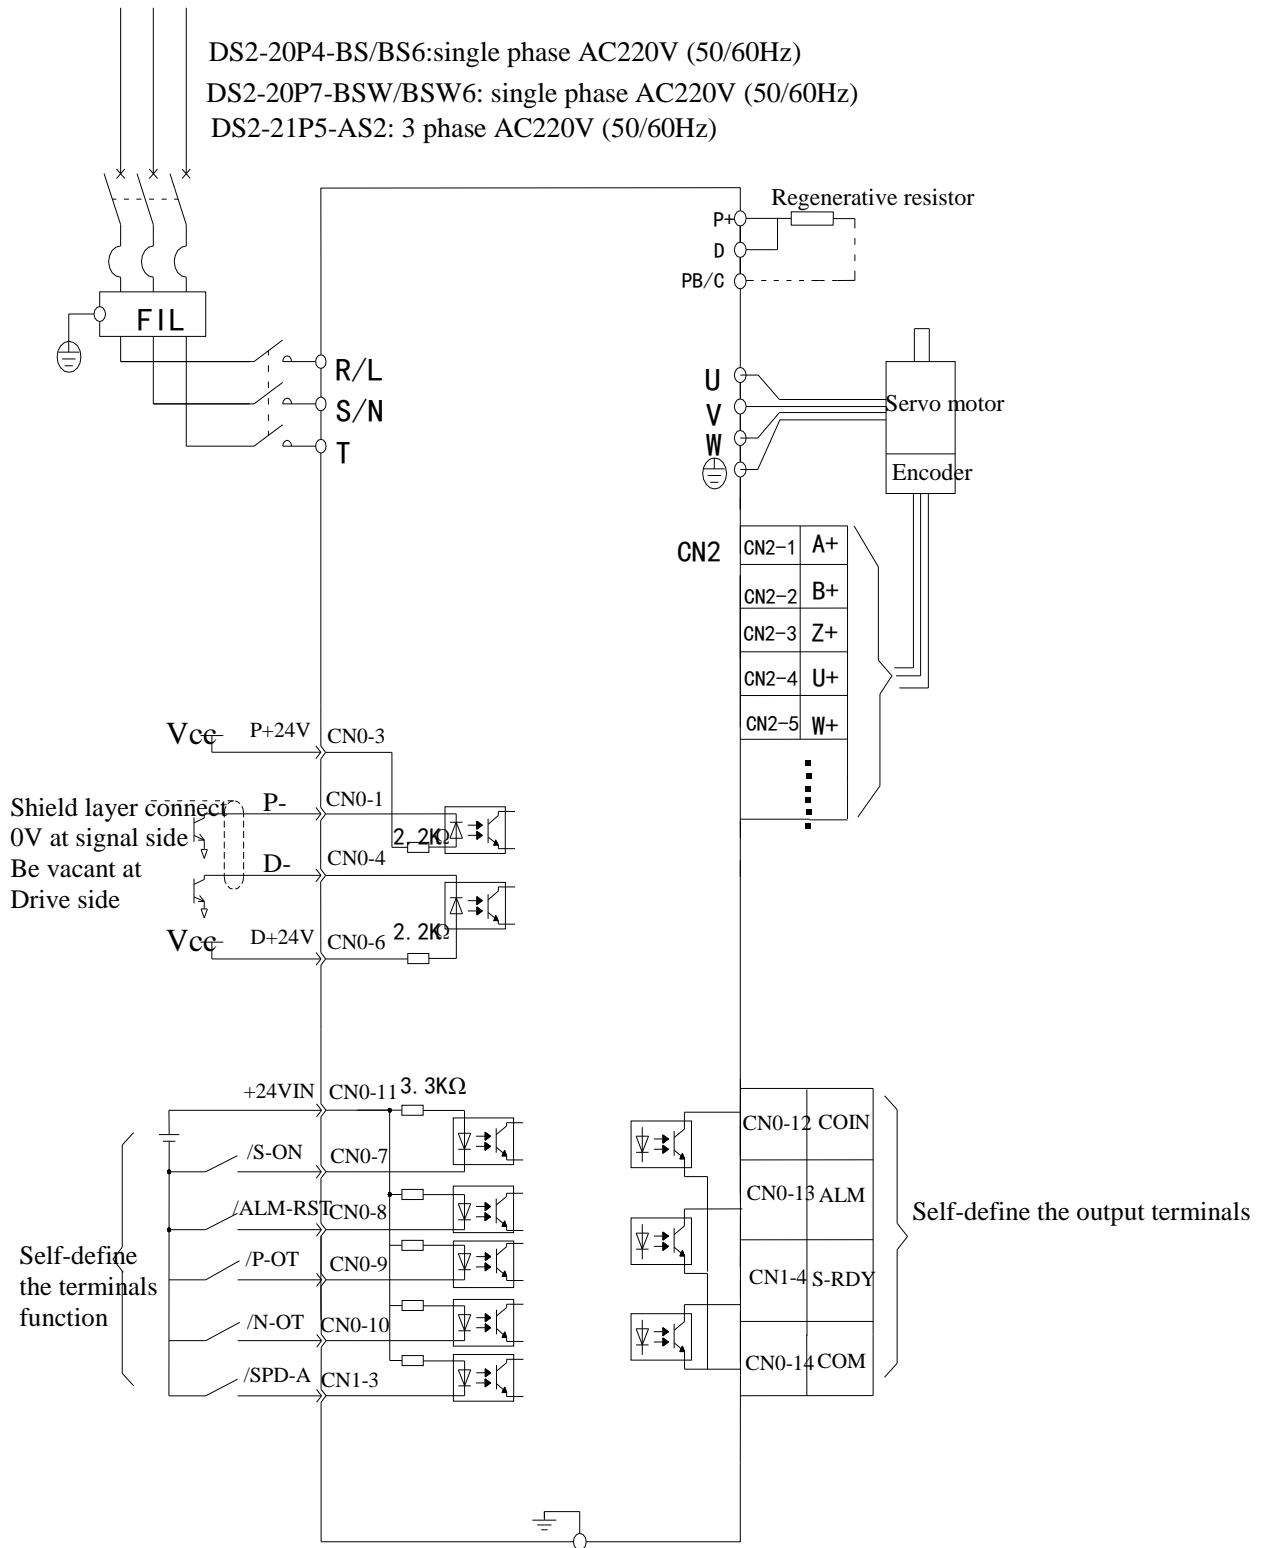 DS2-20P4-BS/BS6:single phase AC220V (50/60Hz)
DS2-20P7-BSW/BSW6: single phase AC220V (50/60Hz)
DS2-21P5-AS2: 3 phase AC220V (50/60Hz)
Regenerative resistor
P+
D
PB/C
FIL
R/L
S/N
T
U
V
W
Servo motor
Encoder
CN2
CN2-1 A+
CN2-2 B+
CN2-3 Z+
CN2-4 U+
CN2-5 W+
Vcc P+24V CN0-3
P- CN0-1
2.2KΩ
Shield layer connect
0V at signal side
Be vacant at
Drive side
D- CN0-4
Vcc D+24V CN0-6 2.2KΩ
+24VIN CN0-11 3.3KΩ
/S-ON CN0-7
/ALM-RST CN0-8
/P-OT CN0-9
/N-OT CN0-10
/SPD-A CN1-3
Self-define
the terminals
function
CN0-12 COIN
CN0-13 ALM
CN1-4 S-RDY
CN0-14 COM
Self-define the output terminals